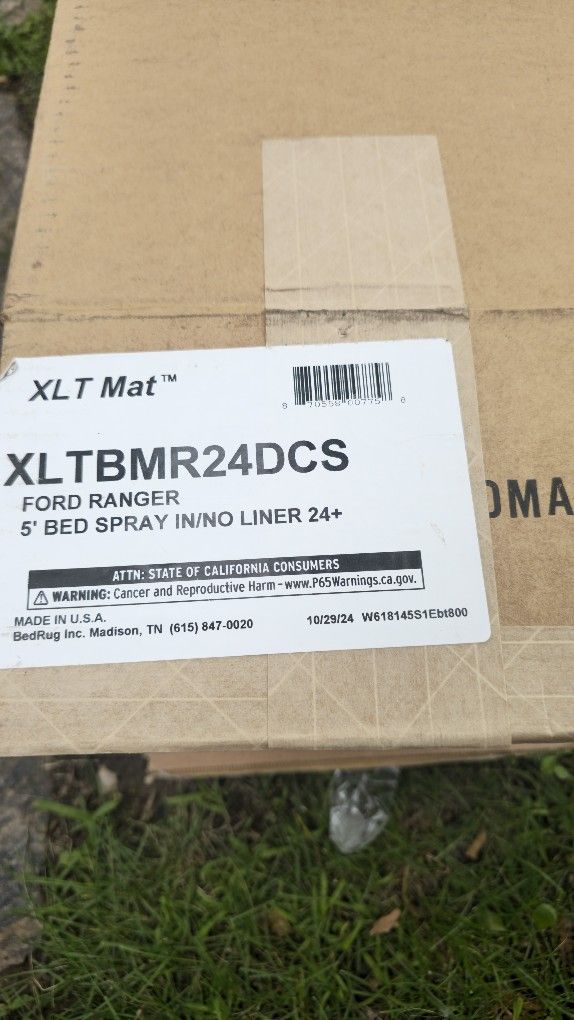 XLT Mat™
XLTBMR24DCS
FORD RANGER
5' BED SPRAY IN/NO LINER 24+
ATTN: STATE OF CALIFORNIA CONSUMERS
WARNING: Cancer and Reproductive Harm - www.P65Warnings.ca.gov.
MADE IN U.S.A.
BedRug Inc. Madison, TN (615) 847-0020
10/29/24 W618145S1Ebt800
OMA